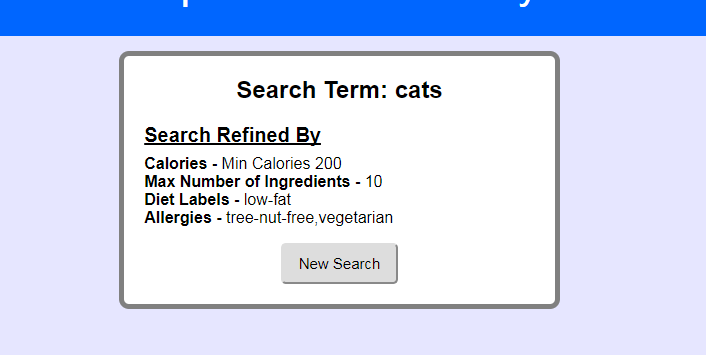 Search Term: cats
Search Refined By
Calories - Min Calories 200
Max Number of Ingredients - 10
Diet Labels - low-fat
Allergies - tree-nut-free,vegetarian
New Search